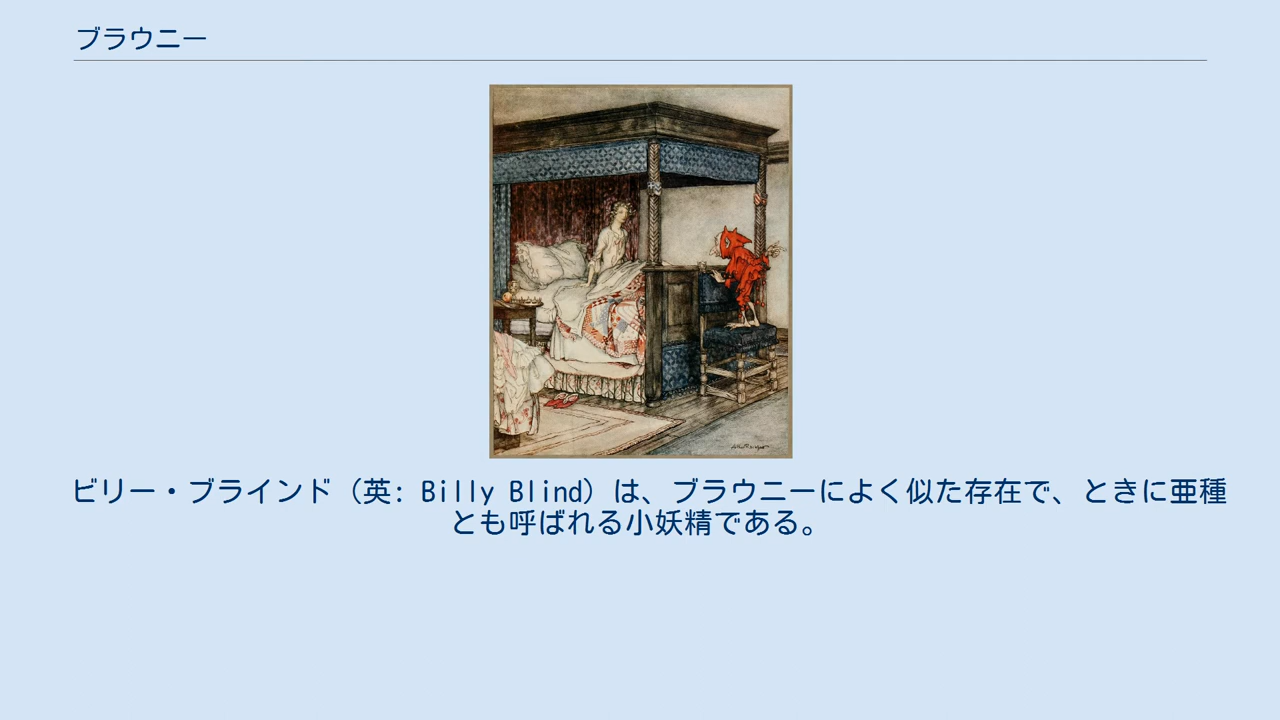 ブラウニー
ビリー・ブラインド（英: Billy Blind）は、ブラウニーによく似た存在で、ときに亜種
とも呼ばれる小妖精である。